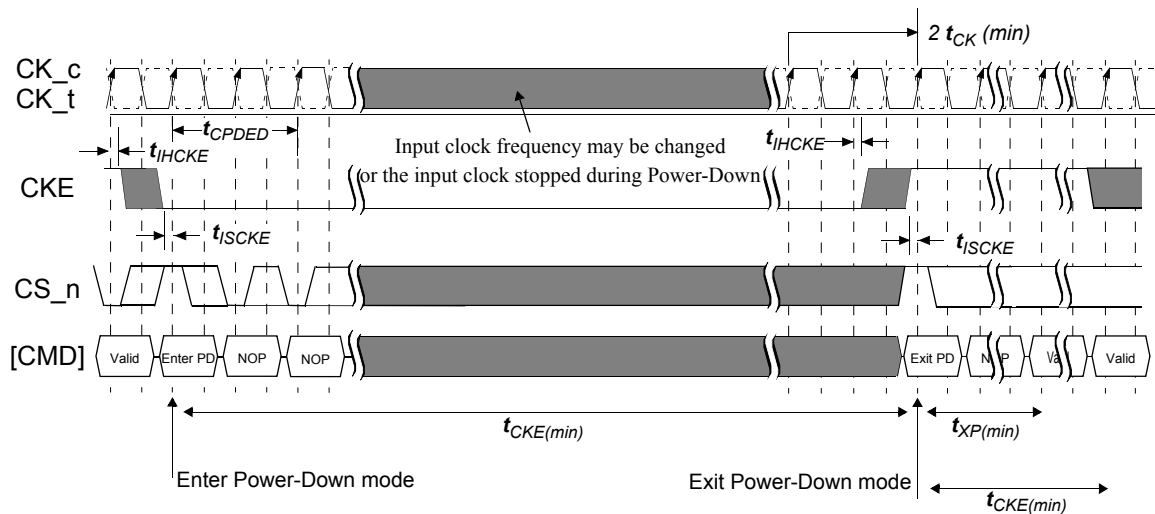 2 tCK (min)
CK_c
CK_t
tCPDED
tIHCKE
Input clock frequency may be changed
or the input clock stopped during Power-Down
tIHCKE
CKE
tISCKE
tISCKE
CS_n
[CMD]
Valid
Enter PD
NOP
NOP
Exit PD
Valid
tCKE(min)
tXP(min)
Enter Power-Down mode
Exit Power-Down mode
tCKE(min)